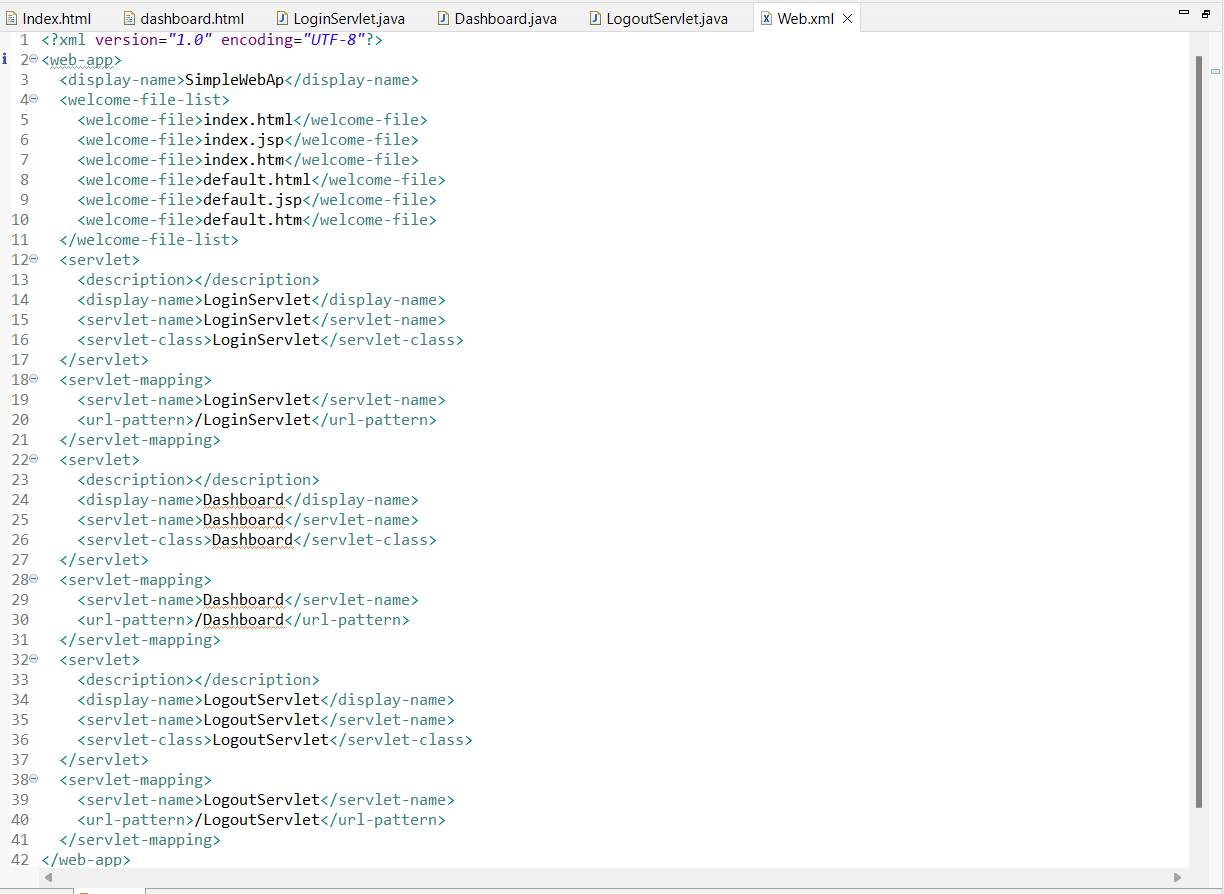 Index.html dashboard.html LoginServlet.java Dashboard.java LogoutServlet.java Web.xml
1 <?xml version="1.0" encoding="UTF-8"?>
2 <web-app>
3 <display-name>SimpleWebAp</display-name>
4 <welcome-file-list>
5 <welcome-file>index.html</welcome-file>
6 <welcome-file>index.jsp</welcome-file>
7 <welcome-file>index.htm</welcome-file>
8 <welcome-file>default.html</welcome-file>
9 <welcome-file>default.jsp</welcome-file>
10 <welcome-file>default.htm</welcome-file>
11 </welcome-file-list>
12 <servlet>
13 <description></description>
14 <display-name>LoginServlet</display-name>
15 <servlet-name>LoginServlet</servlet-name>
16 <servlet-class>LoginServlet</servlet-class>
17 </servlet>
18 <servlet-mapping>
19 <servlet-name>LoginServlet</servlet-name>
20 <url-pattern>/LoginServlet</url-pattern>
21 </servlet-mapping>
22 <servlet>
23 <description></description>
24 <display-name>Dashboard</display-name>
25 <servlet-name>Dashboard</servlet-name>
26 <servlet-class>Dashboard</servlet-class>
27 </servlet>
28 <servlet-mapping>
29 <servlet-name>Dashboard</servlet-name>
30 <url-pattern>/Dashboard</url-pattern>
31 </servlet-mapping>
32 <servlet>
33 <description></description>
34 <display-name>LogoutServlet</display-name>
35 <servlet-name>LogoutServlet</servlet-name>
36 <servlet-class>LogoutServlet</servlet-class>
37 </servlet>
38 <servlet-mapping>
39 <servlet-name>LogoutServlet</servlet-name>
40 <url-pattern>/LogoutServlet</url-pattern>
41 </servlet-mapping>
42 </web-app>